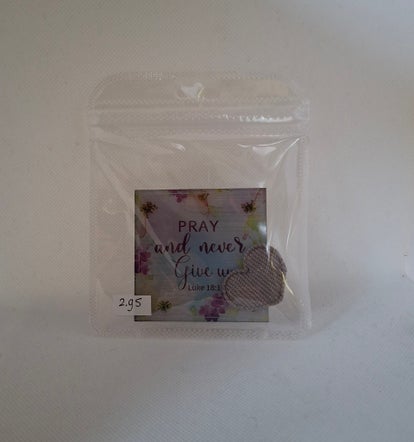 PRAY
and never
Give u
Luke 18:1
2.95